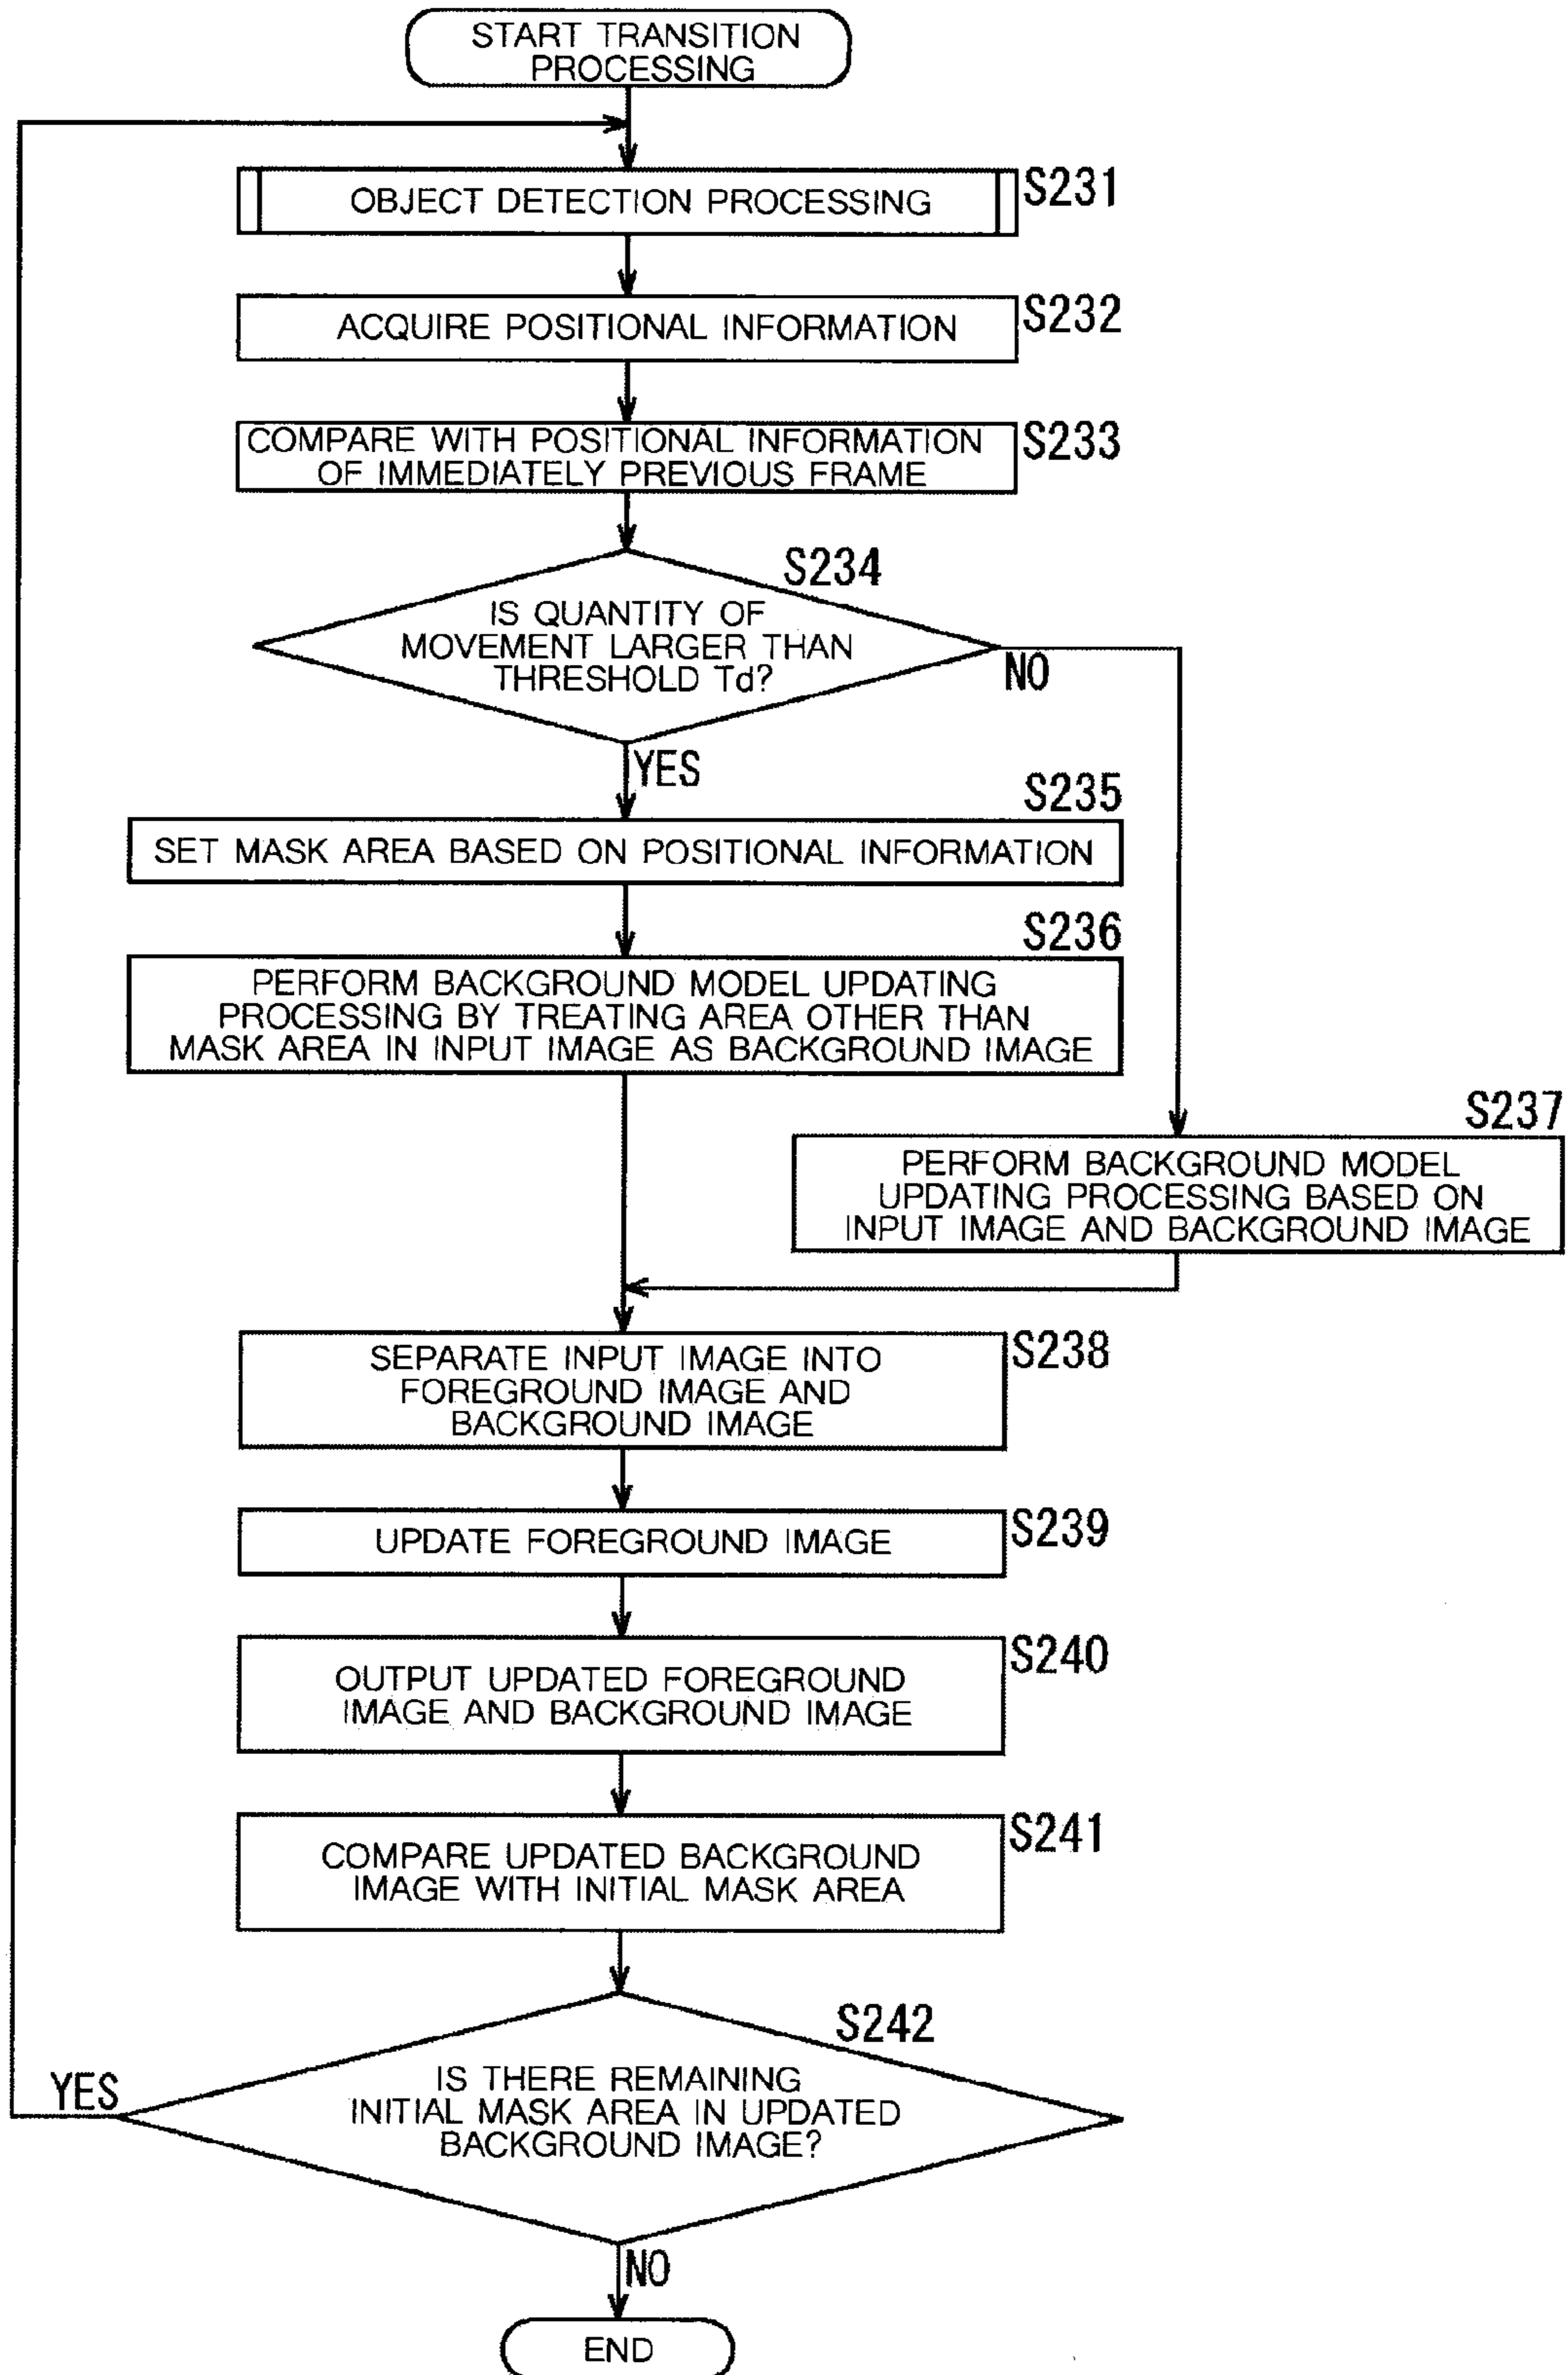 START TRANSITION
PROCESSING
OBJECT DETECTION PROCESSING
S231
ACQUIRE POSITIONAL INFORMATION
S232
COMPARE WITH POSITIONAL INFORMATION
OF IMMEDIATELY PREVIOUS FRAME
S233
S234
IS QUANTITY OF
MOVEMENT LARGER THAN
THRESHOLD Td?
NO
YES
S235
SET MASK AREA BASED ON POSITIONAL INFORMATION
S236
PERFORM BACKGROUND MODEL UPDATING
PROCESSING BY TREATING AREA OTHER THAN
MASK AREA IN INPUT IMAGE AS BACKGROUND IMAGE
S237
PERFORM BACKGROUND MODEL
UPDATING PROCESSING BASED ON
INPUT IMAGE AND BACKGROUND IMAGE
SEPARATE INPUT IMAGE INTO
FOREGROUND IMAGE AND
BACKGROUND IMAGE
S238
UPDATE FOREGROUND IMAGE
S239
OUTPUT UPDATED FOREGROUND
IMAGE AND BACKGROUND IMAGE
S240
COMPARE UPDATED BACKGROUND
IMAGE WITH INITIAL MASK AREA
S241
S242
IS THERE REMAINING
INITIAL MASK AREA IN UPDATED
BACKGROUND IMAGE?
YES
NO
END